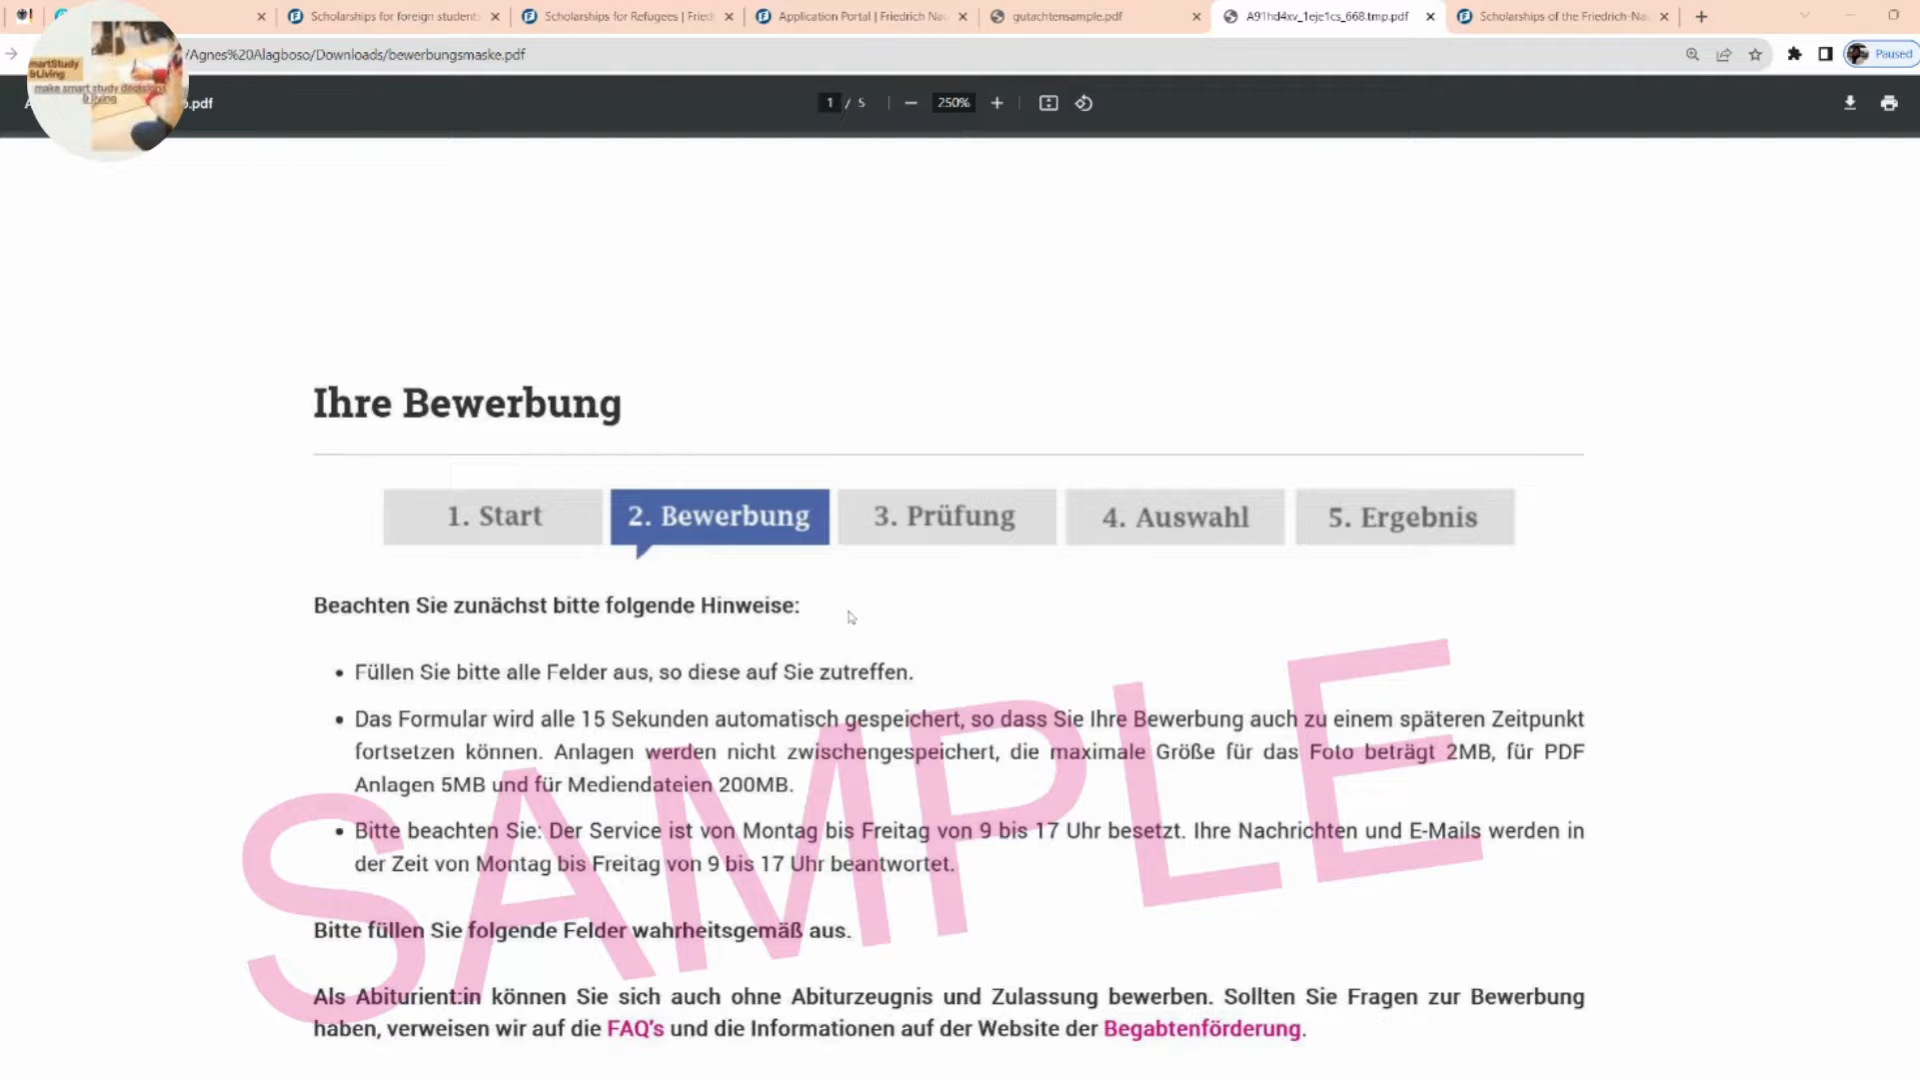 Scholarships for foreign students
Scholarships for Refugees | Fried
Application Portal | Friedrich Nau
gutachtensample.pdf
A91hd4xv_1eje1cs_668.tmp.pdf
Scholarships of the Friedrich-Na
/Agnes%20Alagboso/Downloads/bewerbungsmaske.pdf
Paused
martStudy
&Living
make smart study decisions
& living
.pdf
1 / 5
250%
Ihre Bewerbung
1. Start
2. Bewerbung
3. Prüfung
4. Auswahl
5. Ergebnis
Beachten Sie zunächst bitte folgende Hinweise:
• Füllen Sie bitte alle Felder aus, so diese auf Sie zutreffen.
• Das Formular wird alle 15 Sekunden automatisch gespeichert, so dass Sie Ihre Bewerbung auch zu einem späteren Zeitpunkt
fortsetzen können. Anlagen werden nicht zwischengespeichert, die maximale Größe für das Foto beträgt 2MB, für PDF
Anlagen 5MB und für Mediendateien 200MB.
• Bitte beachten Sie: Der Service ist von Montag bis Freitag von 9 bis 17 Uhr besetzt. Ihre Nachrichten und E-Mails werden in
der Zeit von Montag bis Freitag von 9 bis 17 Uhr beantwortet.
SAMPLE
Bitte füllen Sie folgende Felder wahrheitsgemäß aus.
Als Abiturient:in können Sie sich auch ohne Abiturzeugnis und Zulassung bewerben. Sollten Sie Fragen zur Bewerbung
haben, verweisen wir auf die FAQ's und die Informationen auf der Website der Begabtenförderung.